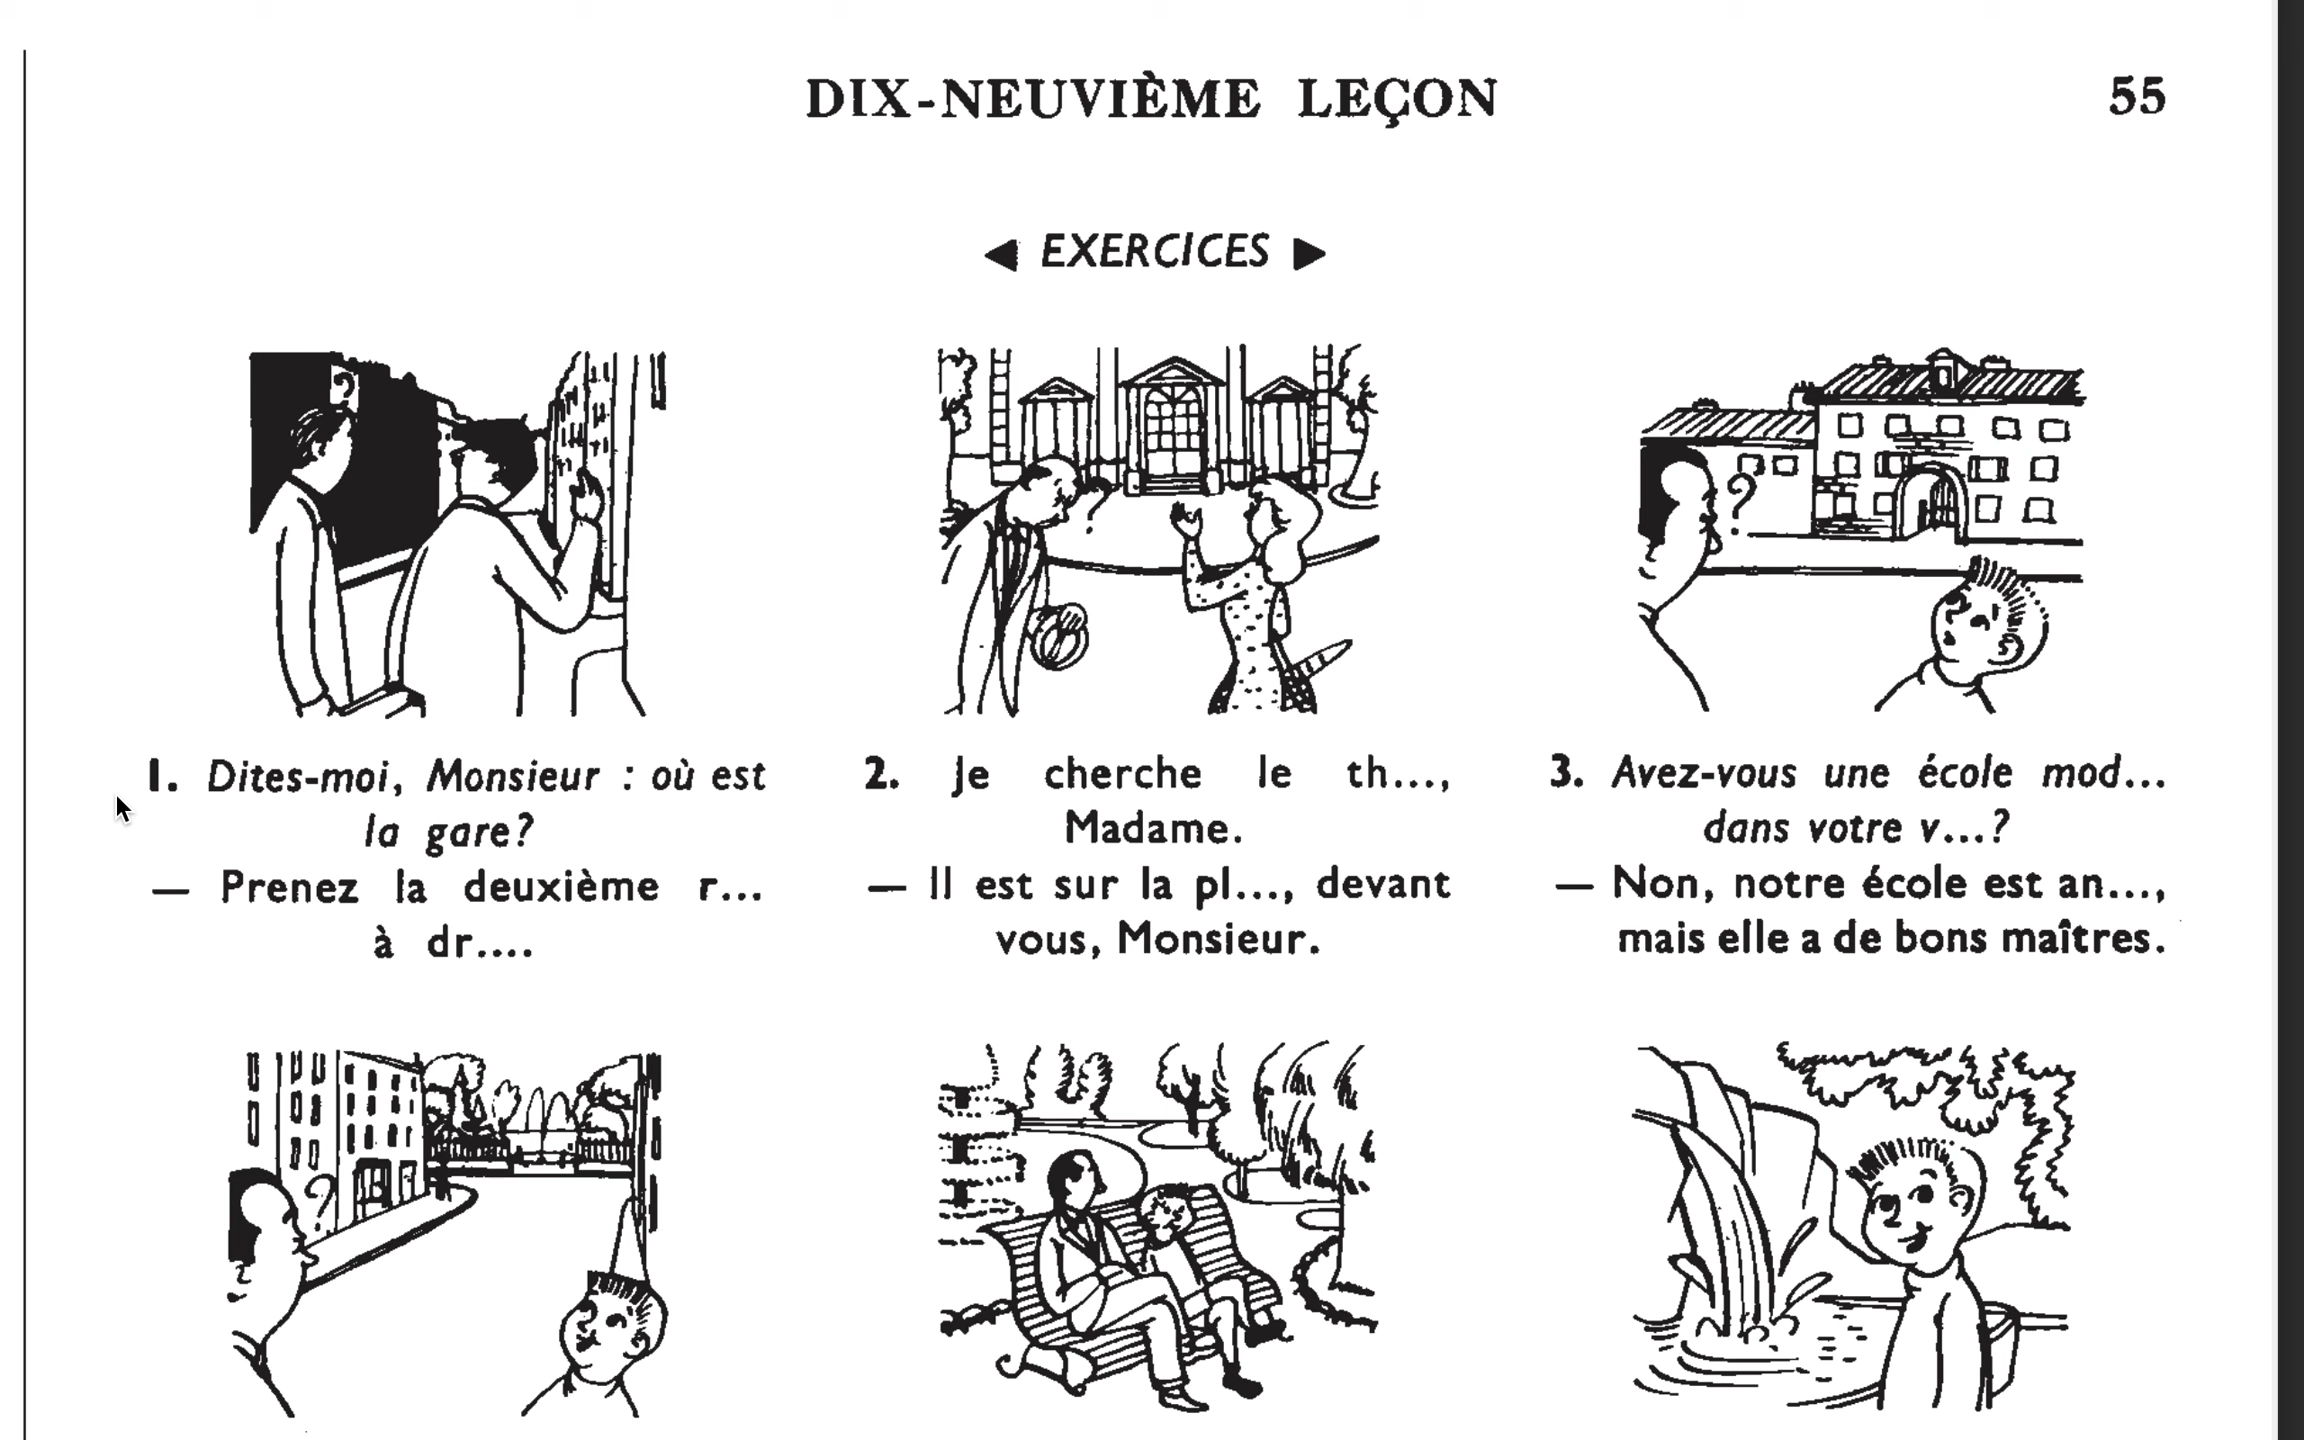 DIX-NEUVIÈME LEÇON 55
◀ EXERCICES ▶
?
?
?
1. Dites-moi, Monsieur : où est
la gare?
— Prenez la deuxième r...
à dr....
2. Je cherche le th...,
Madame.
— Il est sur la pl..., devant
vous, Monsieur.
3. Avez-vous une école mod...
dans votre v...?
— Non, notre école est an...,
mais elle a de bons maîtres.
?